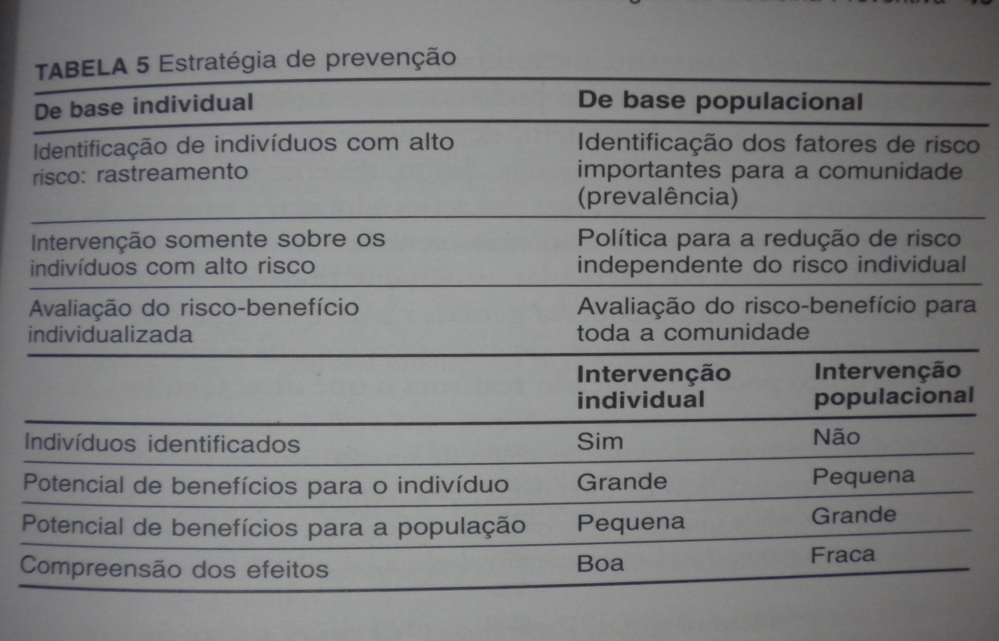 TABELA 5 Estratégia de prevenção
De base individual De base populacional
Identificação de indivíduos com alto Identificação dos fatores de risco
risco: rastreamento importantes para a comunidade
(prevalência)
Intervenção somente sobre os Política para a redução de risco
indivíduos com alto risco independente do risco individual
Avaliação do risco-benefício Avaliação do risco-benefício para
individualizada toda a comunidade
Intervenção Intervenção
individual populacional
Indivíduos identificados Sim Não
Potencial de benefícios para o indivíduo Grande Pequena
Potencial de benefícios para a população Pequena Grande
Compreensão dos efeitos Boa Fraca